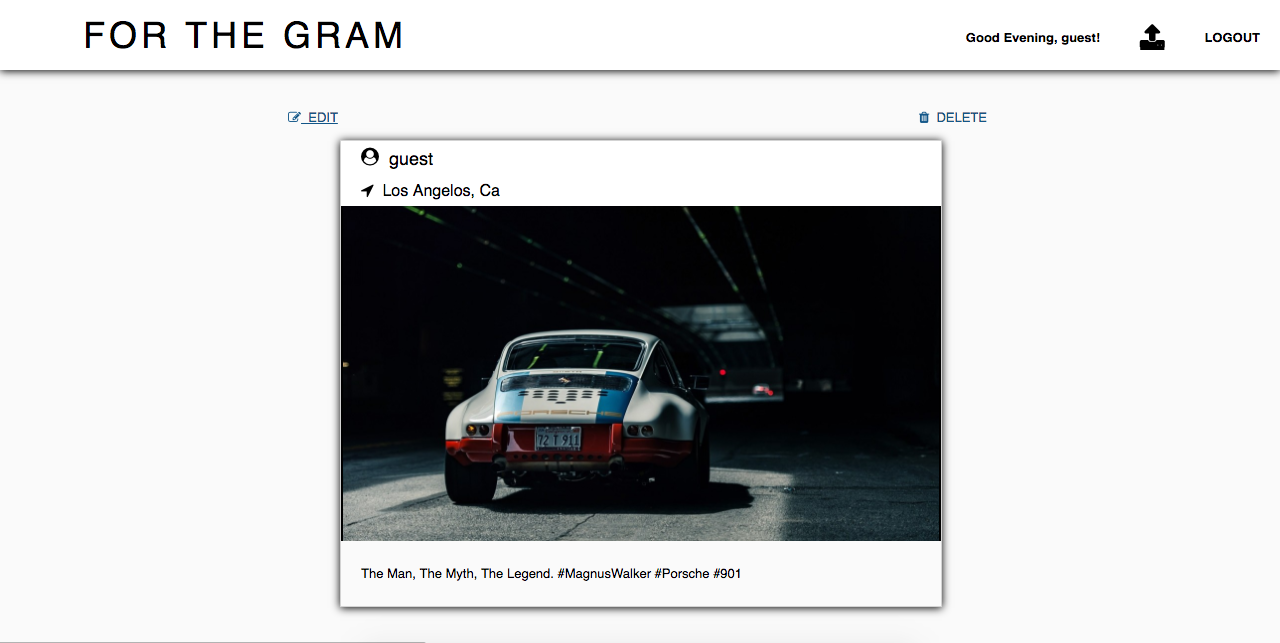 FOR THE GRAM
Good Evening, guest!
LOGOUT
EDIT
DELETE
guest
Los Angelos, Ca
PORSCHE
72 T 911
The Man, The Myth, The Legend. #MagnusWalker #Porsche #901